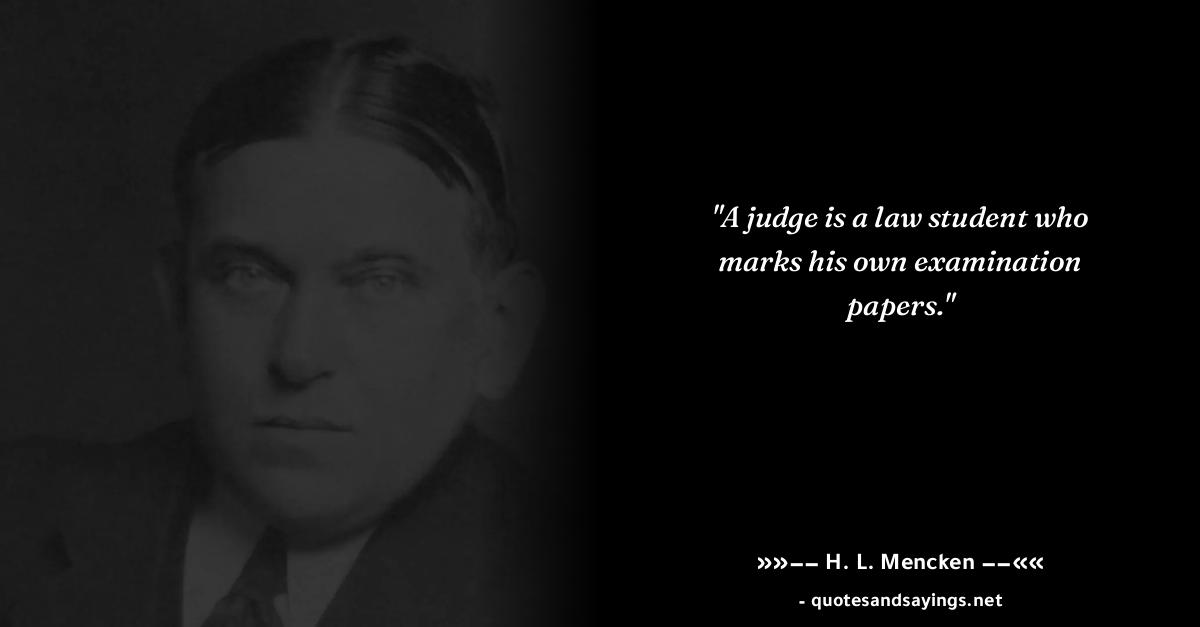 "A judge is a law student who
marks his own examination
papers."
»»−− H. L. Mencken −−««
- quotesandsayings.net